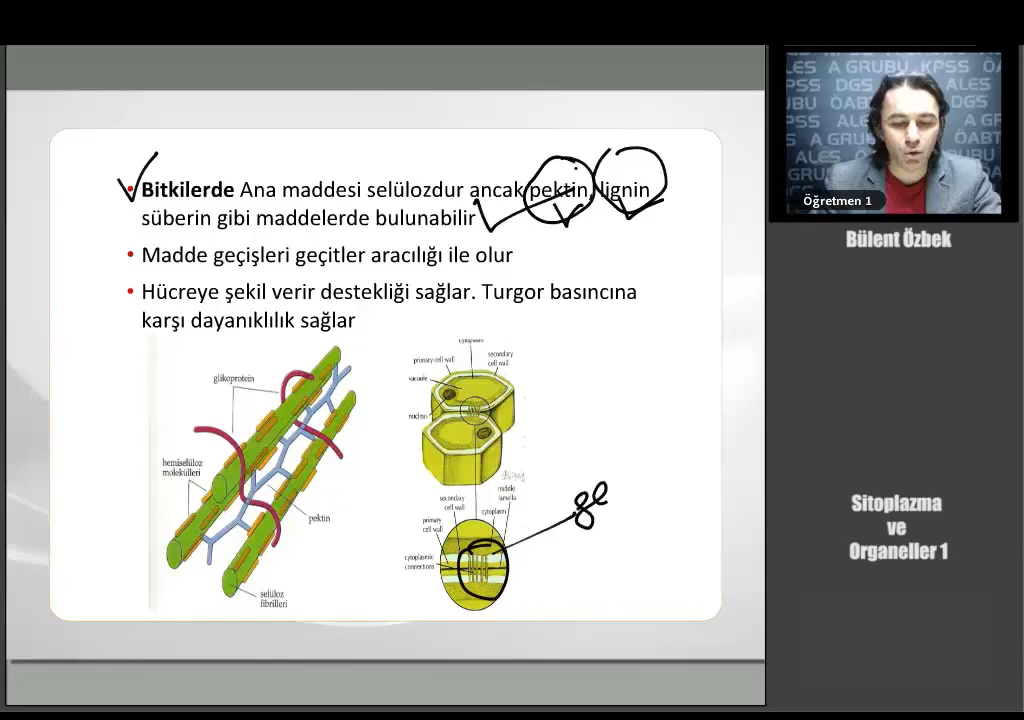 • Bitkilerde Ana maddesi selülozdur ancak pektin, lignin
süberin gibi maddelerde bulunabilir
• Madde geçişleri geçitler aracılığı ile olur
• Hücreye şekil verir destekliği sağlar. Turgor basıncına
karşı dayanıklılık sağlar
glikoprotein
hemiselüloz
molekülleri
pektin
selüloz
fibrilleri
cytoplasm
primary cell wall
secondary
cell wall
vacuole
nucleus
secondary
cell wall
middle
lamella
cytoplasm
primary
cell wall
cytoplasmic
connections
Öğretmen 1
Bülent Özbek
Sitoplazma
ve
Organeller 1